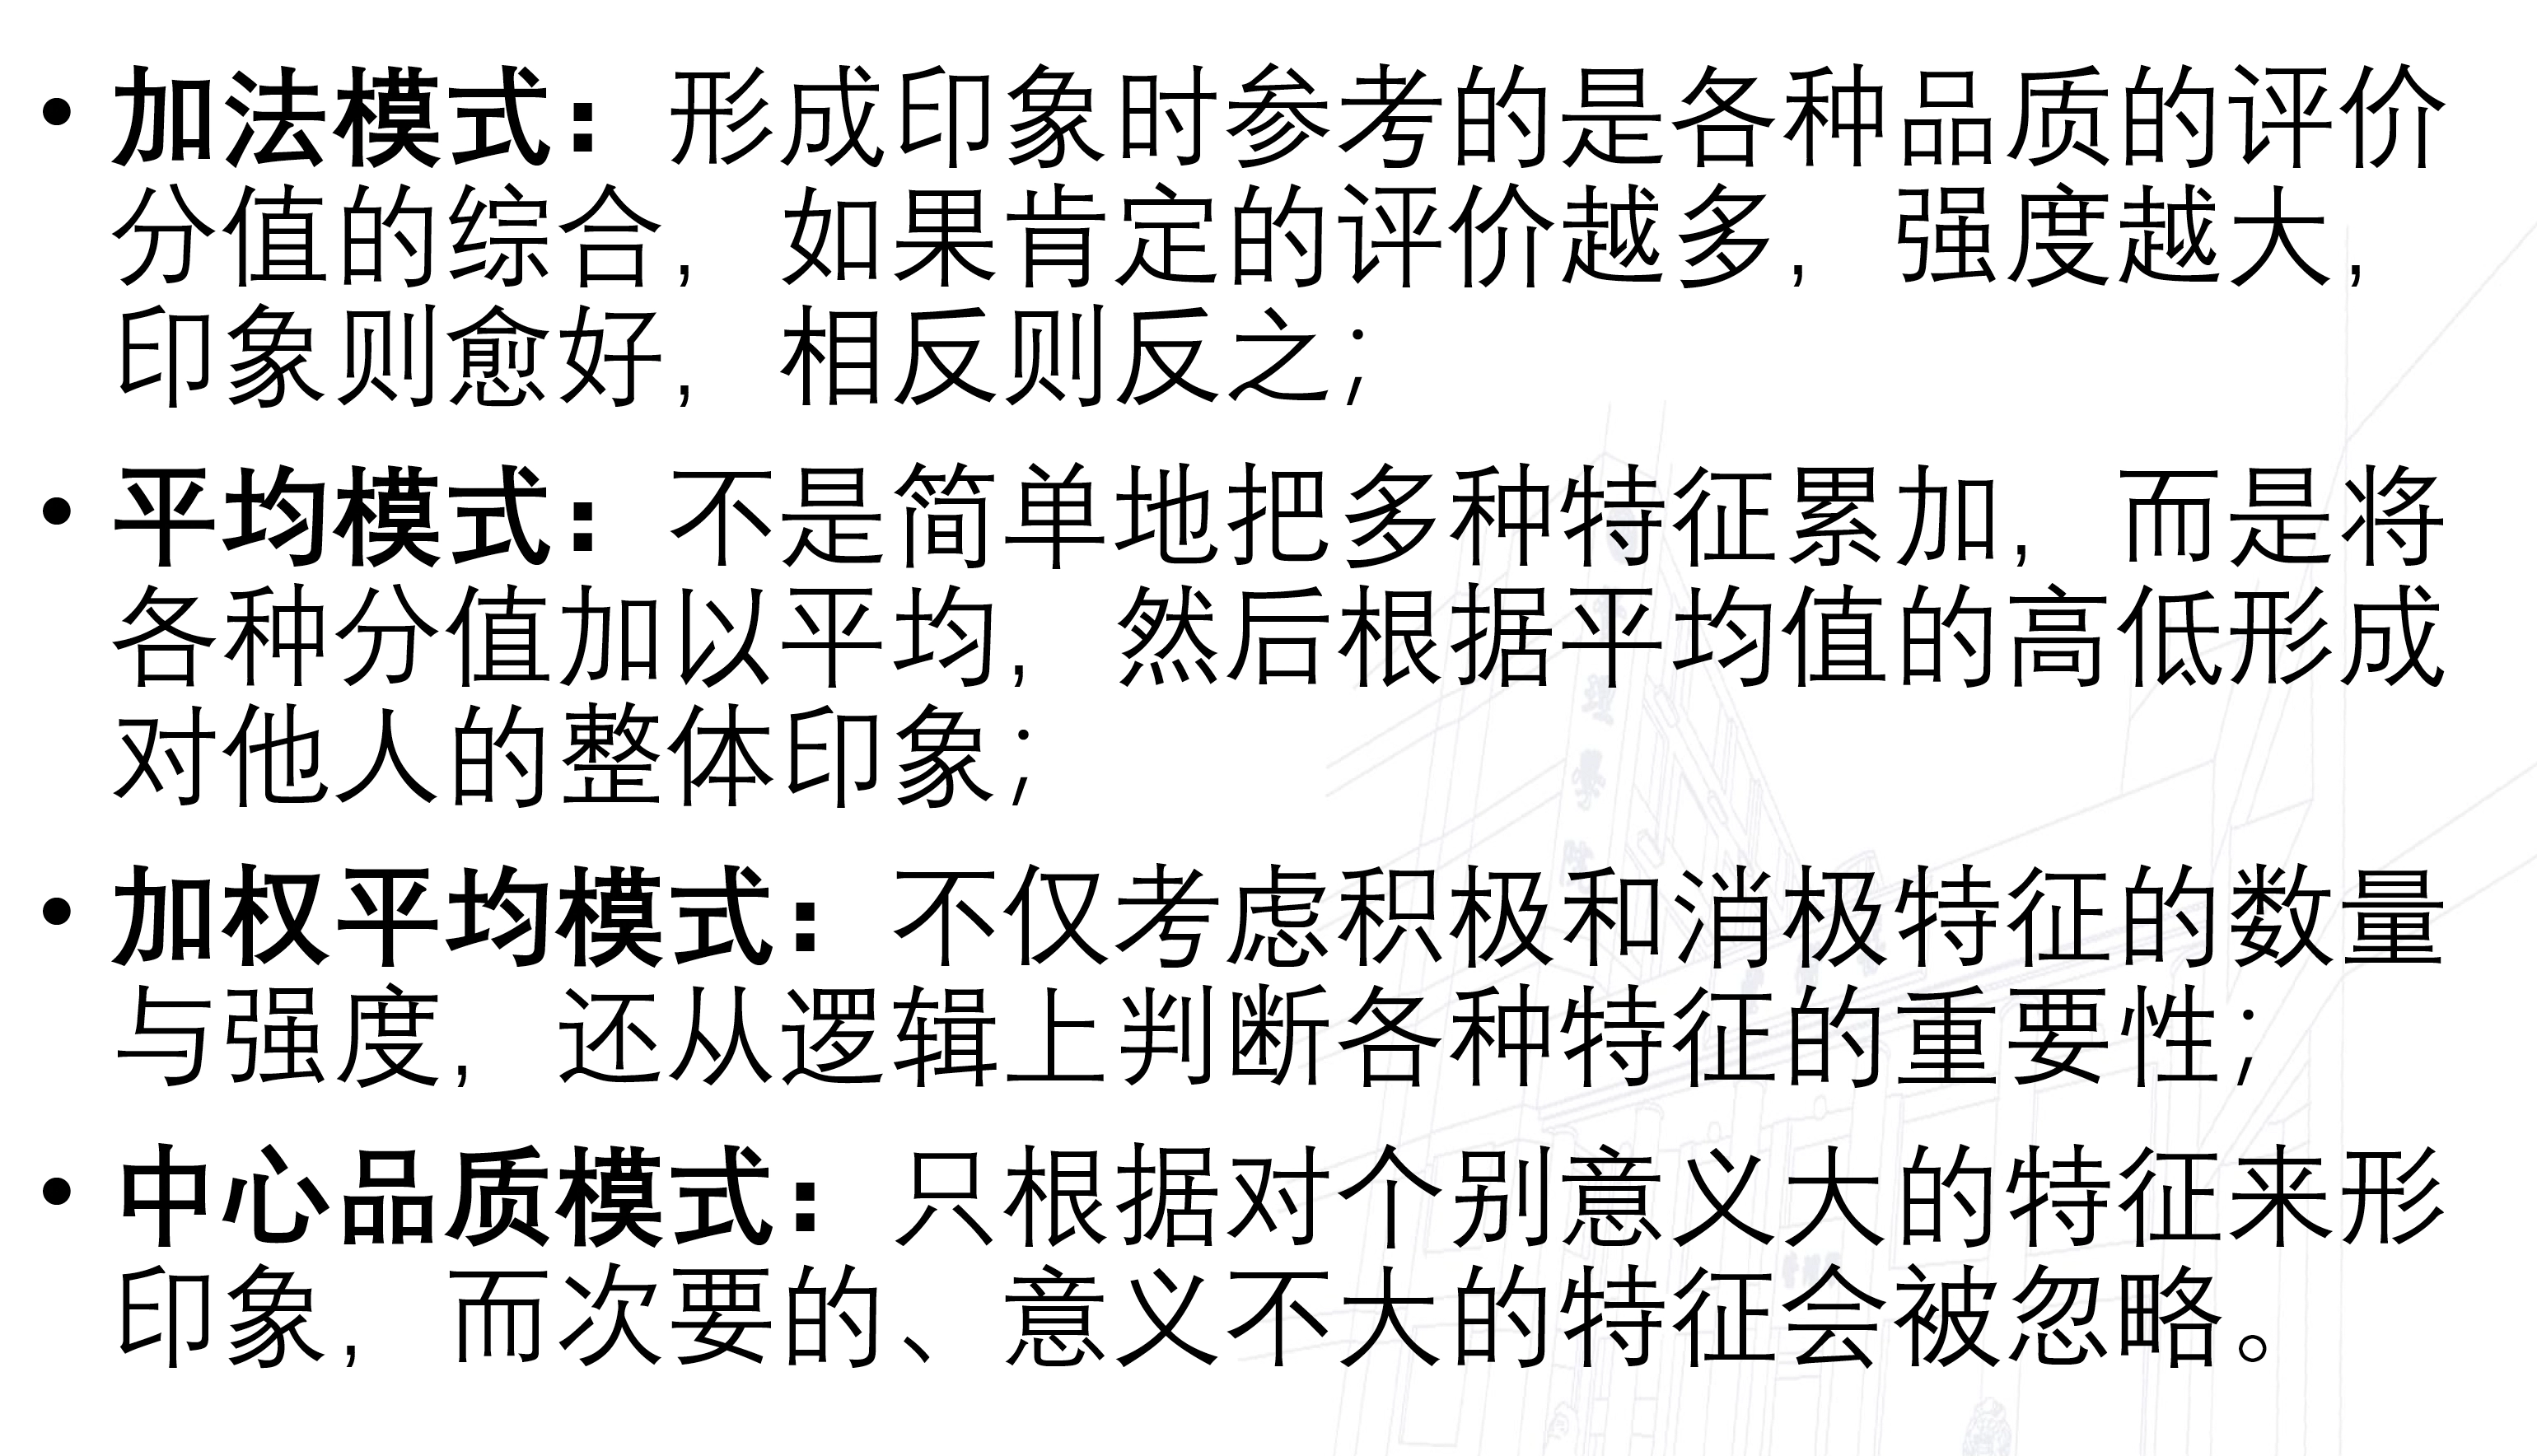 • 加法模式：形成印象时参考的是各种品质的评价
分值的综合，如果肯定的评价越多，强度越大，
印象则愈好，相反则反之；
• 平均模式：不是简单地把多种特征累加，而是将
各种分值加以平均，然后根据平均值的高低形成
对他人的整体印象；
• 加权平均模式：不仅考虑积极和消极特征的数量
与强度，还从逻辑上判断各种特征的重要性；
• 中心品质模式：只根据对个别意义大的特征来形
印象，而次要的、意义不大的特征会被忽略。